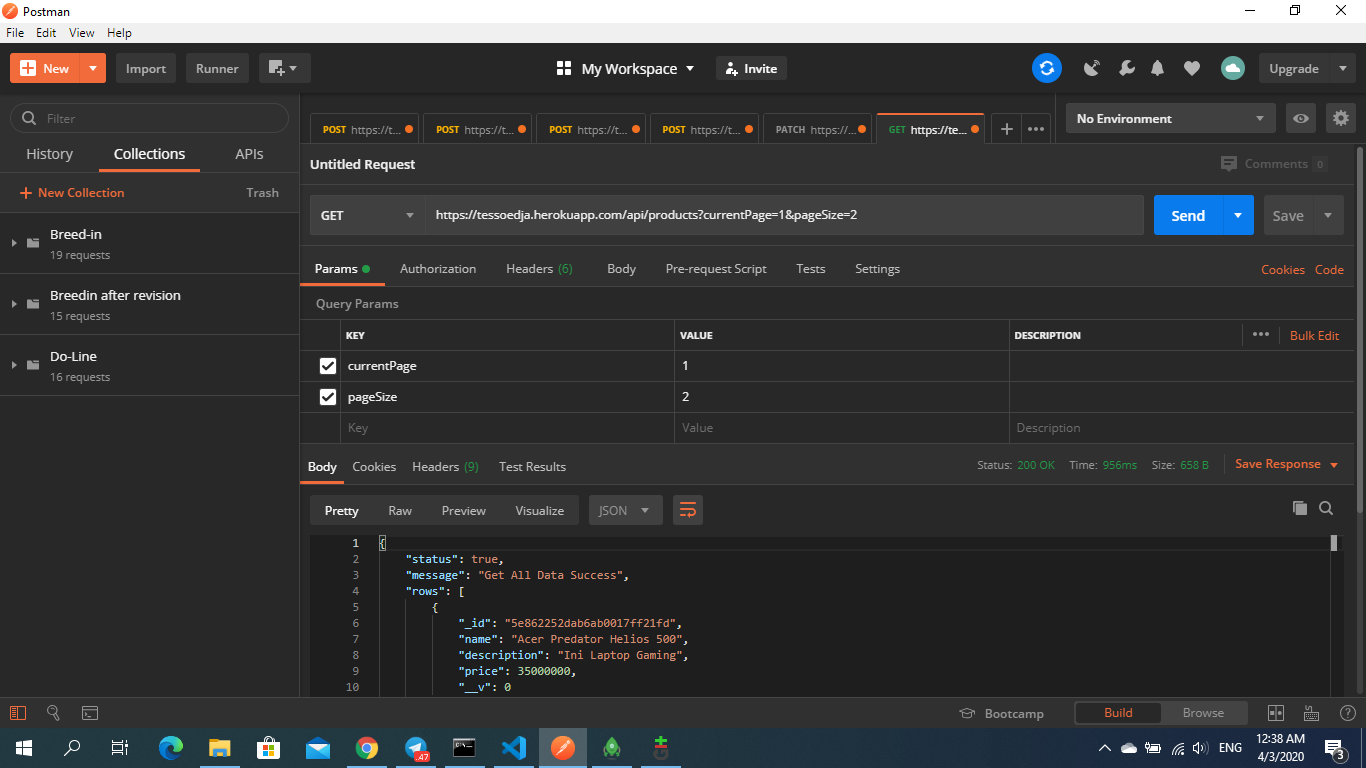 Postman
File Edit View Help
New Import Runner My Workspace Invite Upgrade
Filter
History Collections APIs
New Collection Trash
Breed-in
19 requests
Breedin after revision
15 requests
Do-Line
16 requests
POST https://t... POST https://t... POST https://t... POST https://t... PATCH https://... GET https://te... No Environment
Untitled Request Comments 0
GET https://tessoedja.herokuapp.com/api/products?currentPage=1&pageSize=2 Send Save
Params Authorization Headers (6) Body Pre-request Script Tests Settings Cookies Code
Query Params
KEY VALUE DESCRIPTION Bulk Edit
currentPage 1
pageSize 2
Key Value Description
Body Cookies Headers (9) Test Results Status: 200 OK Time: 956ms Size: 658 B Save Response
Pretty Raw Preview Visualize JSON
1 {
2 "status": true,
3 "message": "Get All Data Success",
4 "rows": [
5 {
6 "_id": "5e862252dab6ab0017ff21fd",
7 "name": "Acer Predator Helios 500",
8 "description": "Ini Laptop Gaming",
9 "price": 35000000,
10 "__v": 0
Bootcamp Build Browse
.47 ENG 12:38 AM
4/3/2020 3